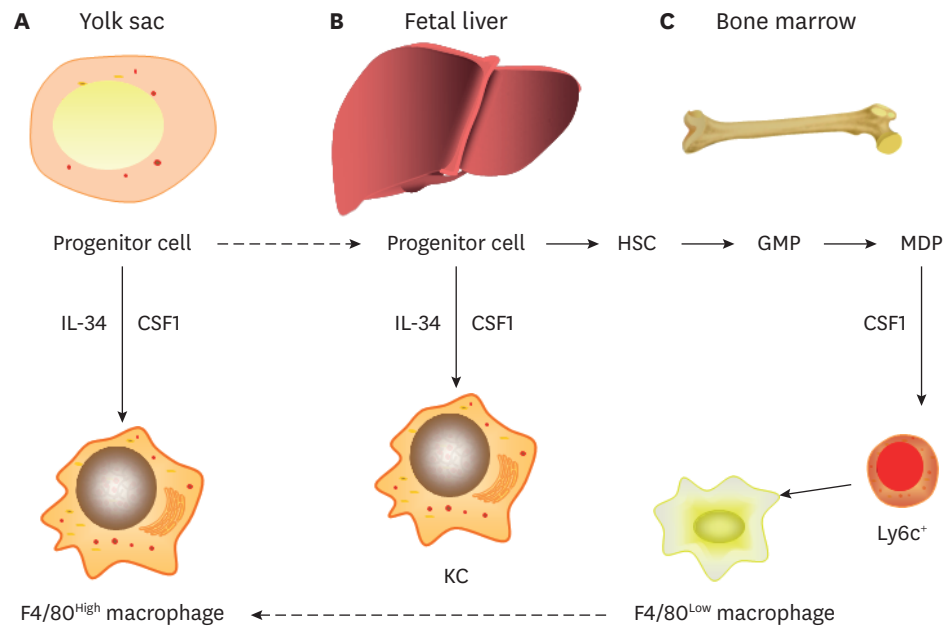 A Yolk sac
B Fetal liver
C Bone marrow
Progenitor cell
Progenitor cell
HSC
GMP
MDP
IL-34
CSF1
IL-34
CSF1
CSF1
Ly6c⁺
KC
F4/80ᴴⁱᵍʰ macrophage
F4/80ᴸᵒʷ macrophage